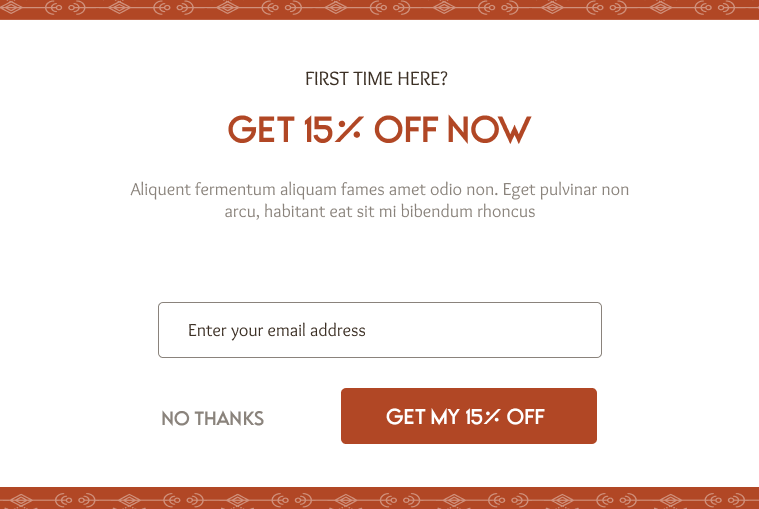 FIRST TIME HERE?
GET 15% OFF NOW
Aliquent fermentum aliquam fames amet odio non. Eget pulvinar non
arcu, habitant eat sit mi bibendum rhoncus
Enter your email address
NO THANKS
GET MY 15% OFF